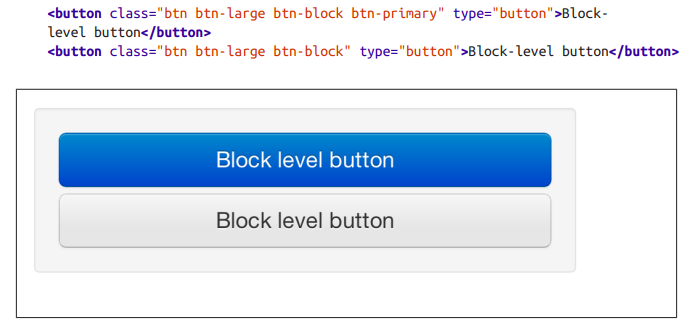 <button class="btn btn-large btn-block btn-primary" type="button">Block-
level button</button>
<button class="btn btn-large btn-block" type="button">Block-level button</button>
Block level button
Block level button